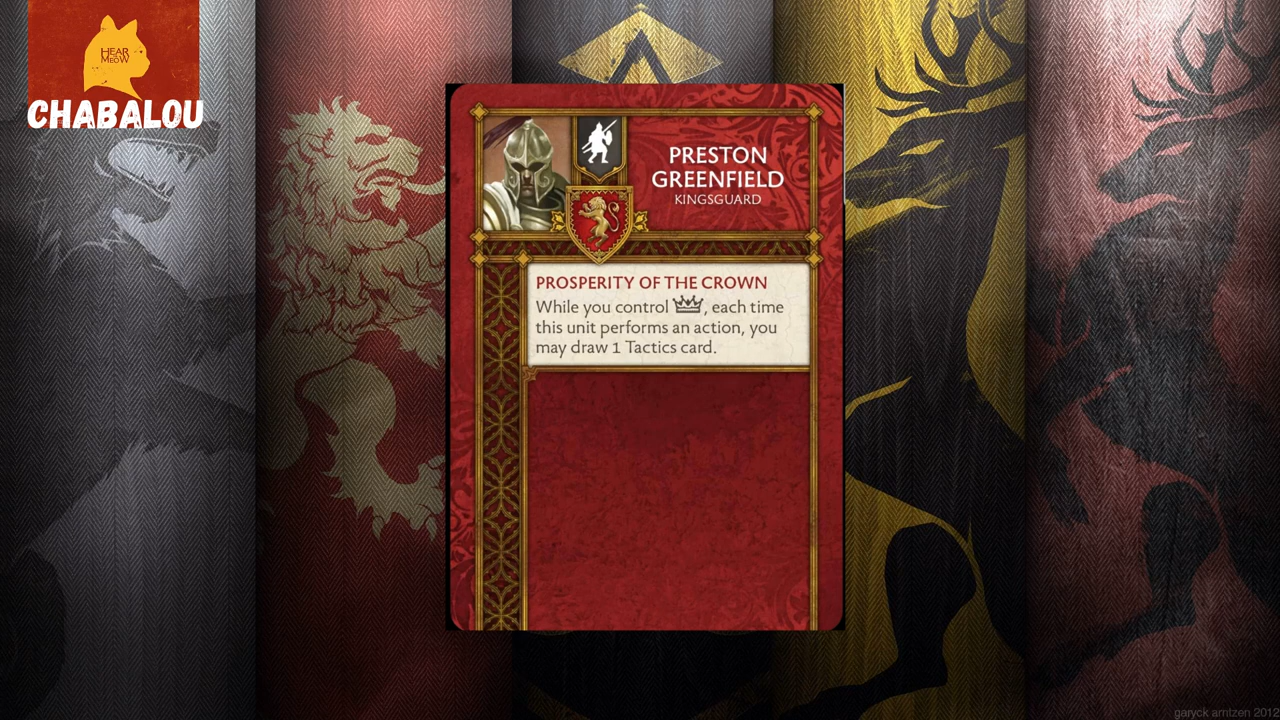 HEAR
MEOW
CHABALOU
PRESTON
GREENFIELD
KINGSGUARD
PROSPERITY OF THE CROWN
While you control , each time
this unit performs an action, you
may draw 1 Tactics card.
garyck arntzen 2012